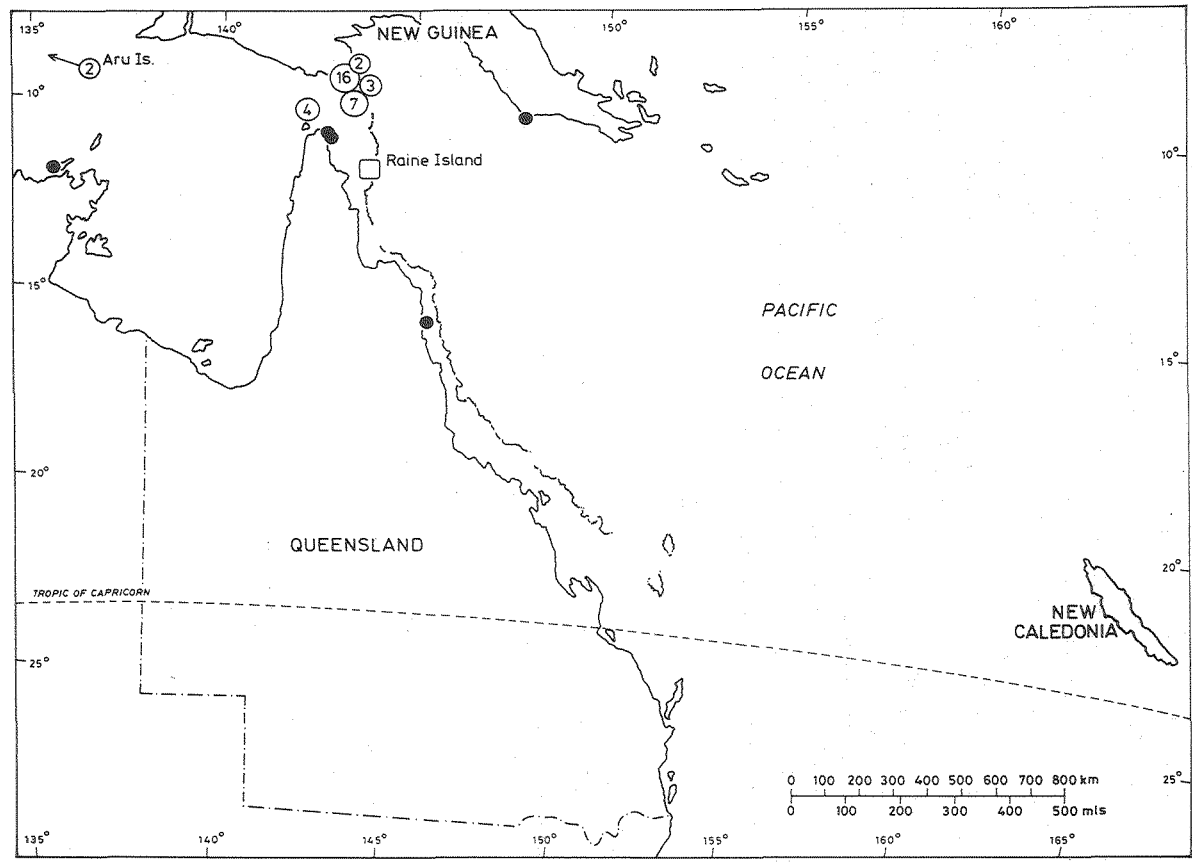 135° 140° 150° 155° 160°
NEW GUINEA
2 Aru Is.
2
16
3
10°
4
7
10°
Raine Island
15°
PACIFIC
15°
OCEAN
20°
QUEENSLAND
20°
TROPIC OF CAPRICORN
NEW
CALEDONIA
25°
0 100 200 300 400 500 600 700 800 km
25°
0 100 200 300 400 500 mls
135° 140° 145° 150° 155° 160° 165°